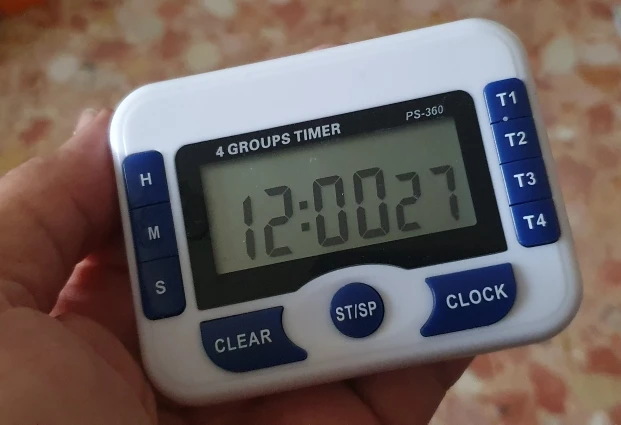 4 GROUPS TIMER PS-360
12:0027
H
M
S
T1
T2
T3
T4
CLEAR
ST/SP
CLOCK